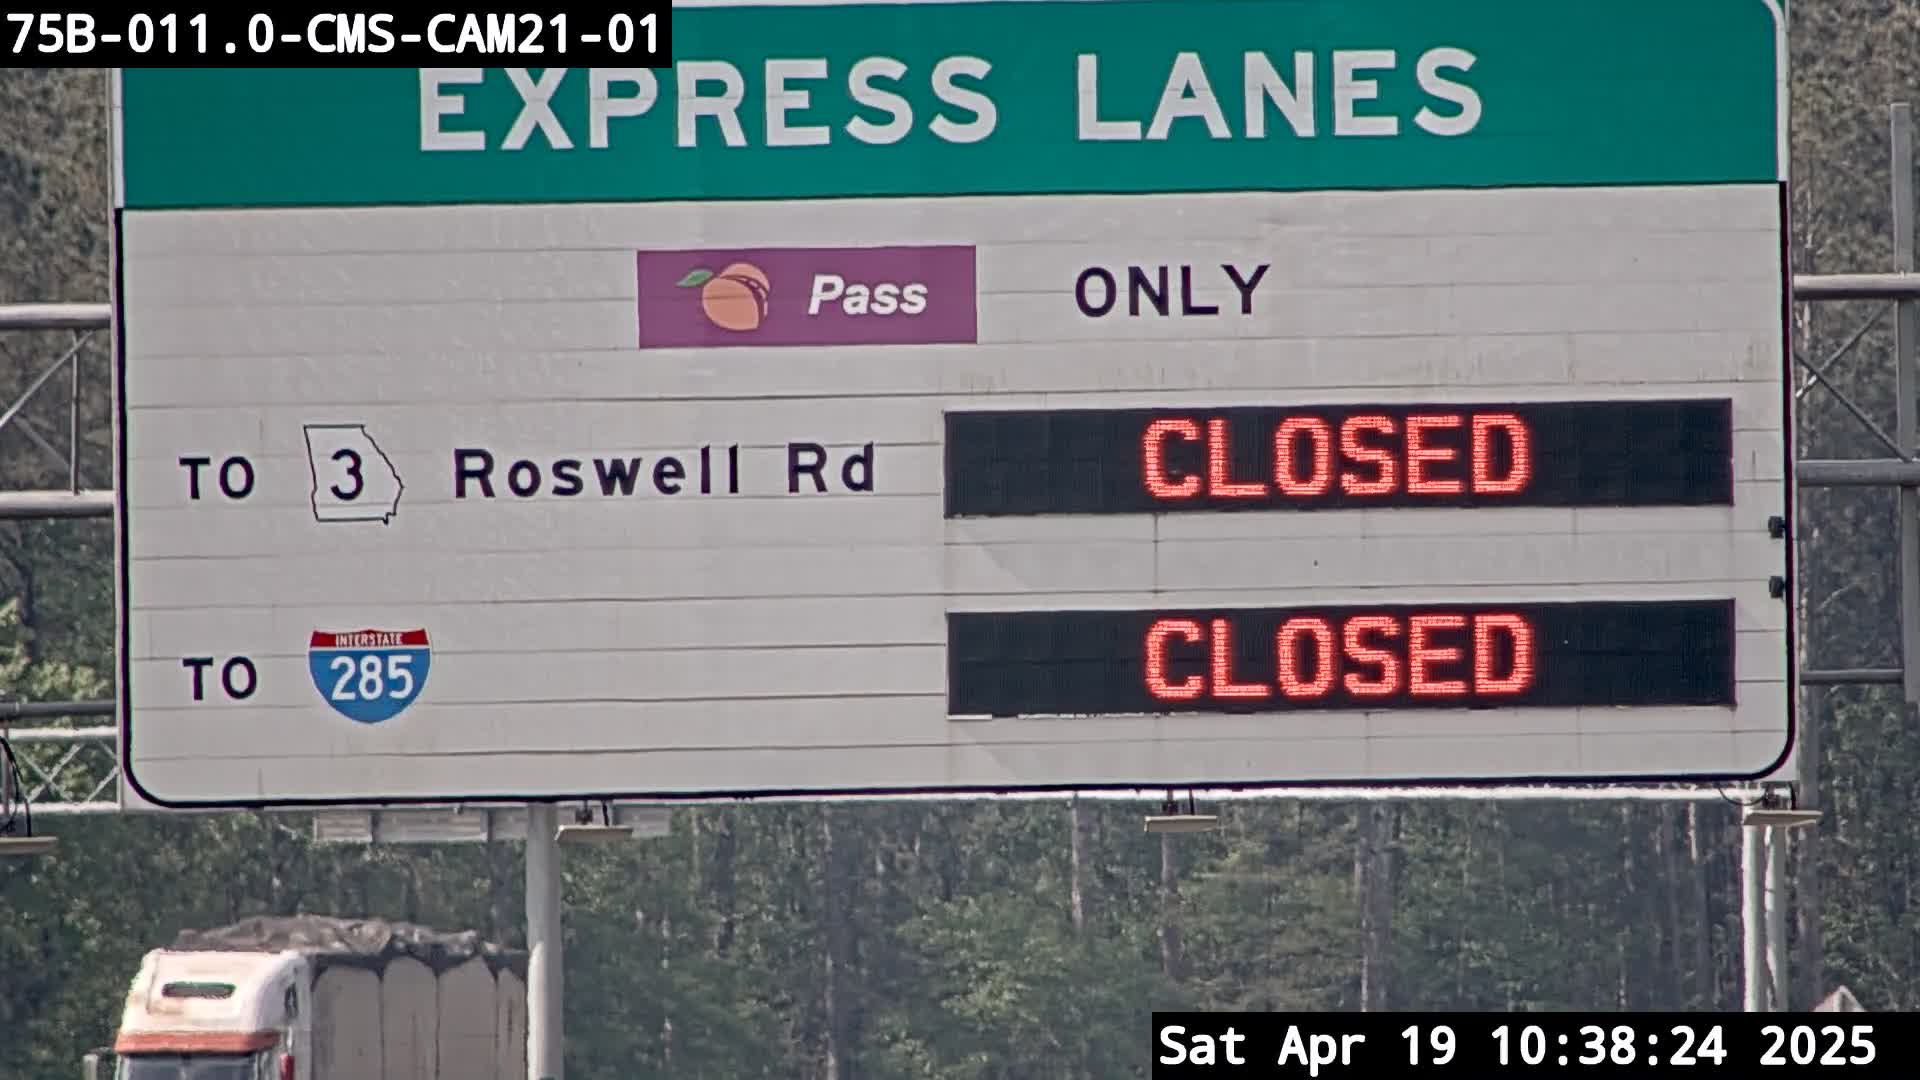 75B-011.0-CMS-CAM21-01
EXPRESS LANES
Pass ONLY
TO 3 Roswell Rd CLOSED
TO INTERSTATE 285 CLOSED
Sat Apr 19 10:38:24 2025